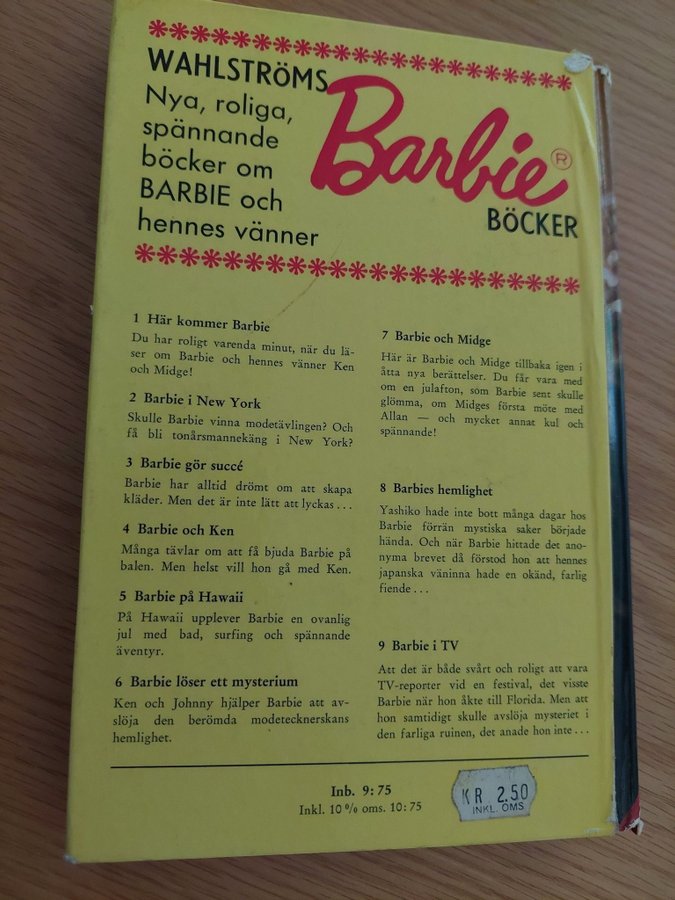 WAHLSTRÖMS
Nya, roliga,
spännande
böcker om
BARBIE och
hennes vänner
Barbie®
BÖCKER
1 Här kommer Barbie
Du har roligt varenda minut, när du lä-
ser om Barbie och hennes vänner Ken
och Midge!
2 Barbie i New York
Skulle Barbie vinna modetävlingen? Och
få bli tonårsmannekäng i New York?
3 Barbie gör succé
Barbie har alltid drömt om att skapa
kläder. Men det är inte lätt att lyckas...
4 Barbie och Ken
Många tävlar om att få bjuda Barbie på
balen. Men helst vill hon gå med Ken.
5 Barbie på Hawaii
På Hawaii upplever Barbie en ovanlig
jul med bad, surfing och spännande
äventyr.
6 Barbie löser ett mysterium
Ken och Johnny hjälper Barbie att av-
slöja den berömda modetecknerskans
hemlighet.
7 Barbie och Midge
Här är Barbie och Midge tillbaka igen i
åtta nya berättelser. Du får vara med
om en julafton, som Barbie sent skulle
glömma, om Midges första möte med
Allan — och mycket annat kul och
spännande!
8 Barbies hemlighet
Yashiko hade inte bott många dagar hos
Barbie förrän mystiska saker började
hända. Och när Barbie hittade det ano-
nyma brevet då förstod hon att hennes
japanska väninna hade en okänd, farlig
fiende...
9 Barbie i TV
Att det är både svårt och roligt att vara
TV-reporter vid en festival, det visste
Barbie när hon åkte till Florida. Men att
hon samtidigt skulle avslöja mysteriet i
den farliga ruinen, det anade hon inte...
Inb. 9:75
Inkl. 10 % oms. 10:75
KR 2.50
INKL. OMS